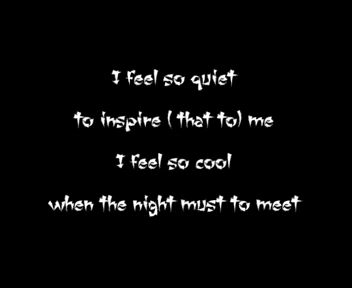 I feel so quiet
to inspire ( that to) me
I feel so cool
when the night must to meet